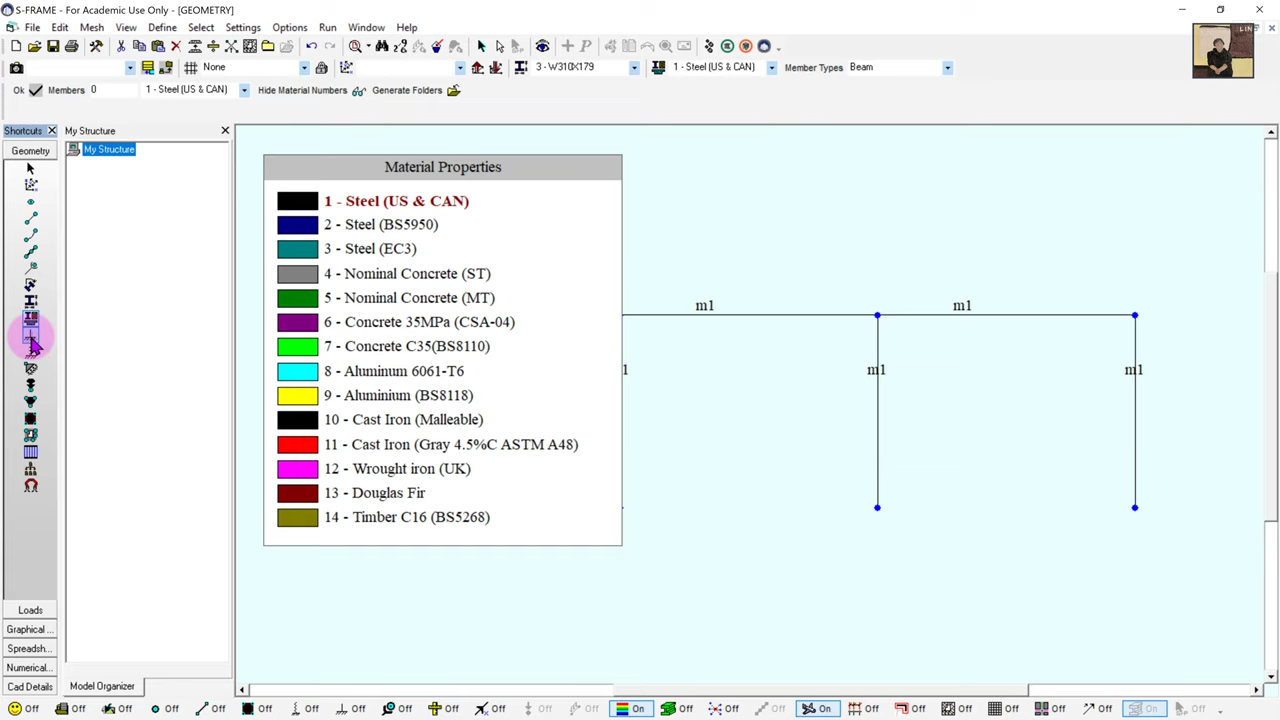 S-FRAME - For Academic Use Only - [GEOMETRY]
File Edit Mesh View Define Select Settings Options Run Window Help
LIN
None
3 - W310X179
1 - Steel (US & CAN)
Member Types Beam
Ok Members 0 1 - Steel (US & CAN) Hide Material Numbers Generate Folders
Shortcuts
Geometry
My Structure
My Structure
Material Properties
1 - Steel (US & CAN)
2 - Steel (BS5950)
3 - Steel (EC3)
4 - Nominal Concrete (ST)
5 - Nominal Concrete (MT)
6 - Concrete 35MPa (CSA-04)
7 - Concrete C35(BS8110)
8 - Aluminum 6061-T6
9 - Aluminium (BS8118)
10 - Cast Iron (Malleable)
11 - Cast Iron (Gray 4.5%C ASTM A48)
12 - Wrought iron (UK)
13 - Douglas Fir
14 - Timber C16 (BS5268)
m1 m1
1 m1 m1
Loads
Graphical ...
Spreadsh...
Numerical...
Cad Details
Model Organizer
Off Off Off Off Off Off Off Off Off Off Off Off On Off Off Off On Off Off Off Off Off Off On Off